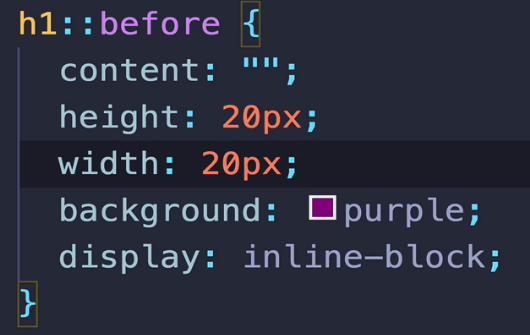 h1::before {
content: "";
height: 20px;
width: 20px;
background: purple;
display: inline-block;
}